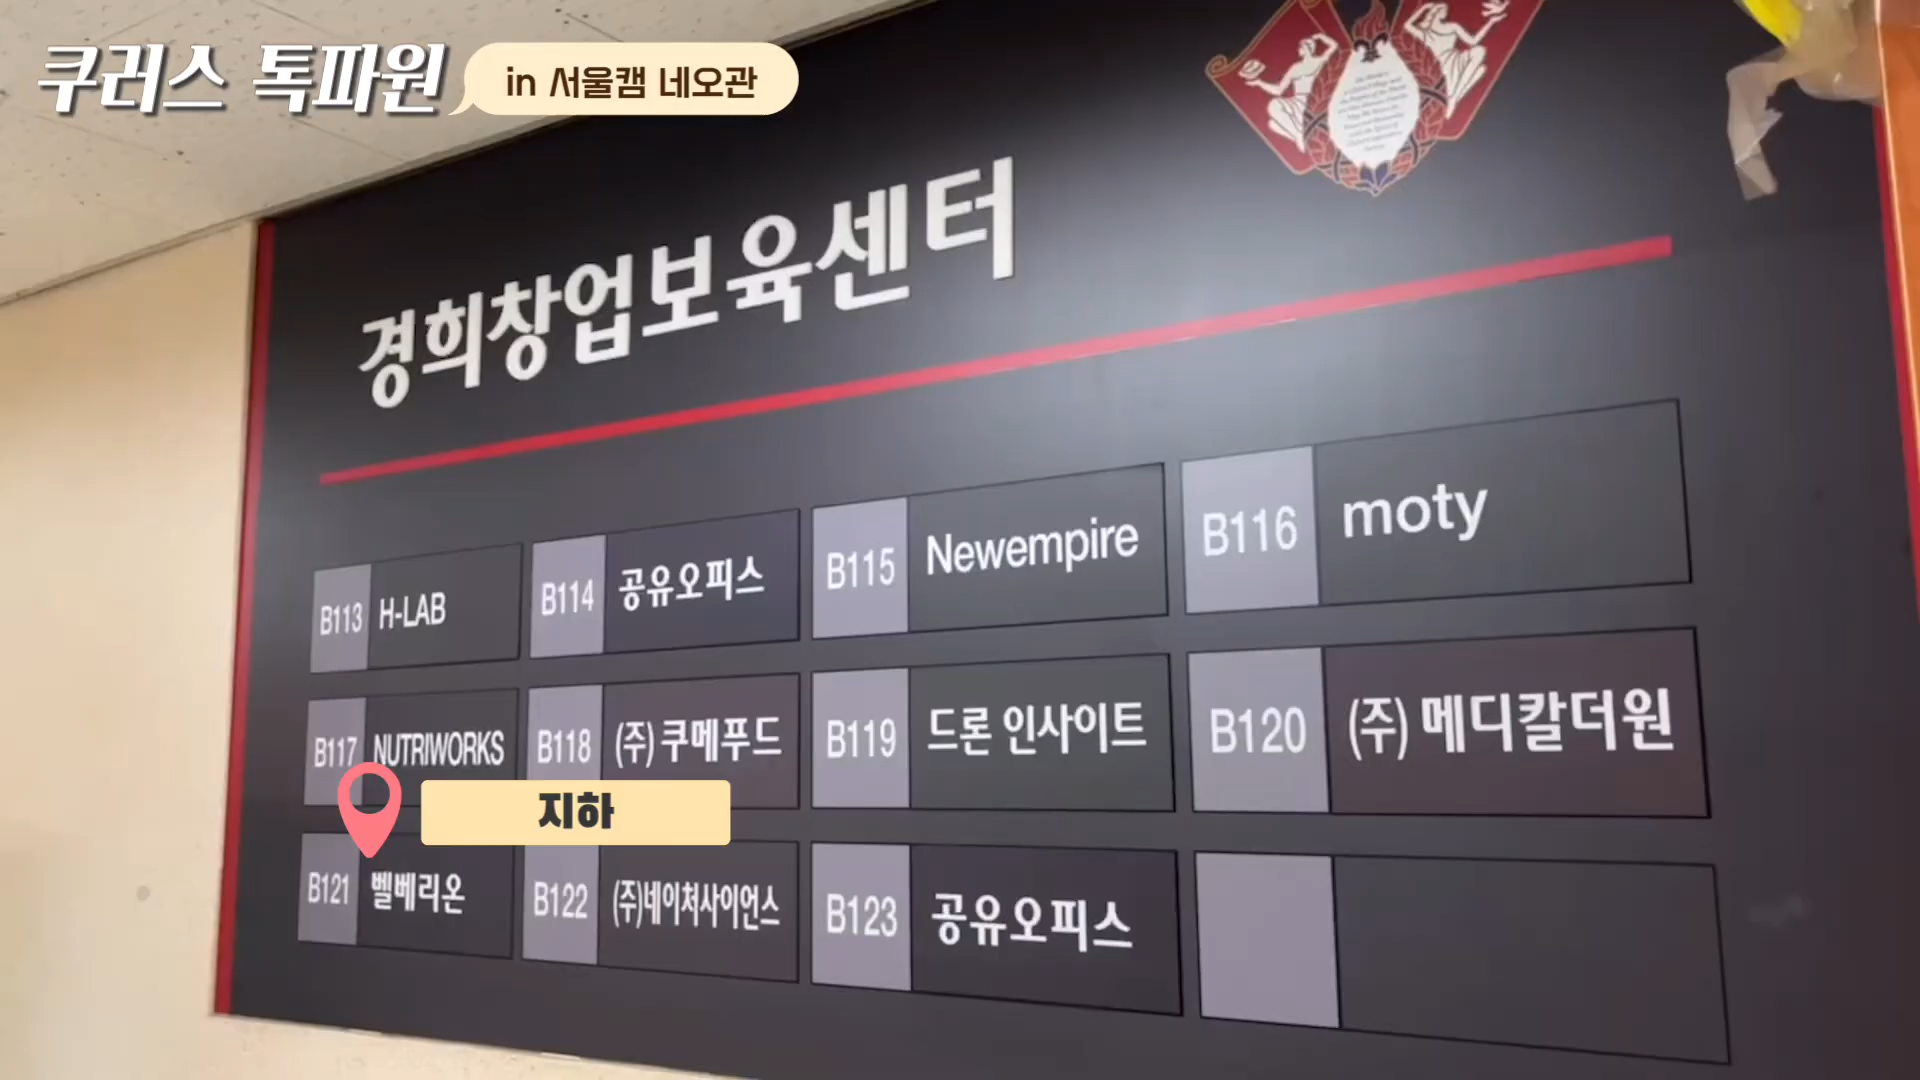 쿠러스 톡파원
in 서울캠 네오관
경희창업보육센터
B113 H-LAB
B114 공유오피스
B115 Newempire
B116 moty
B117 NUTRIWORKS
B118 (주)쿠메푸드
B119 드론 인사이트
B120 (주) 메디칼더원
지하
B121 벨베리온
B122 (주)네이처사이언스
B123 공유오피스